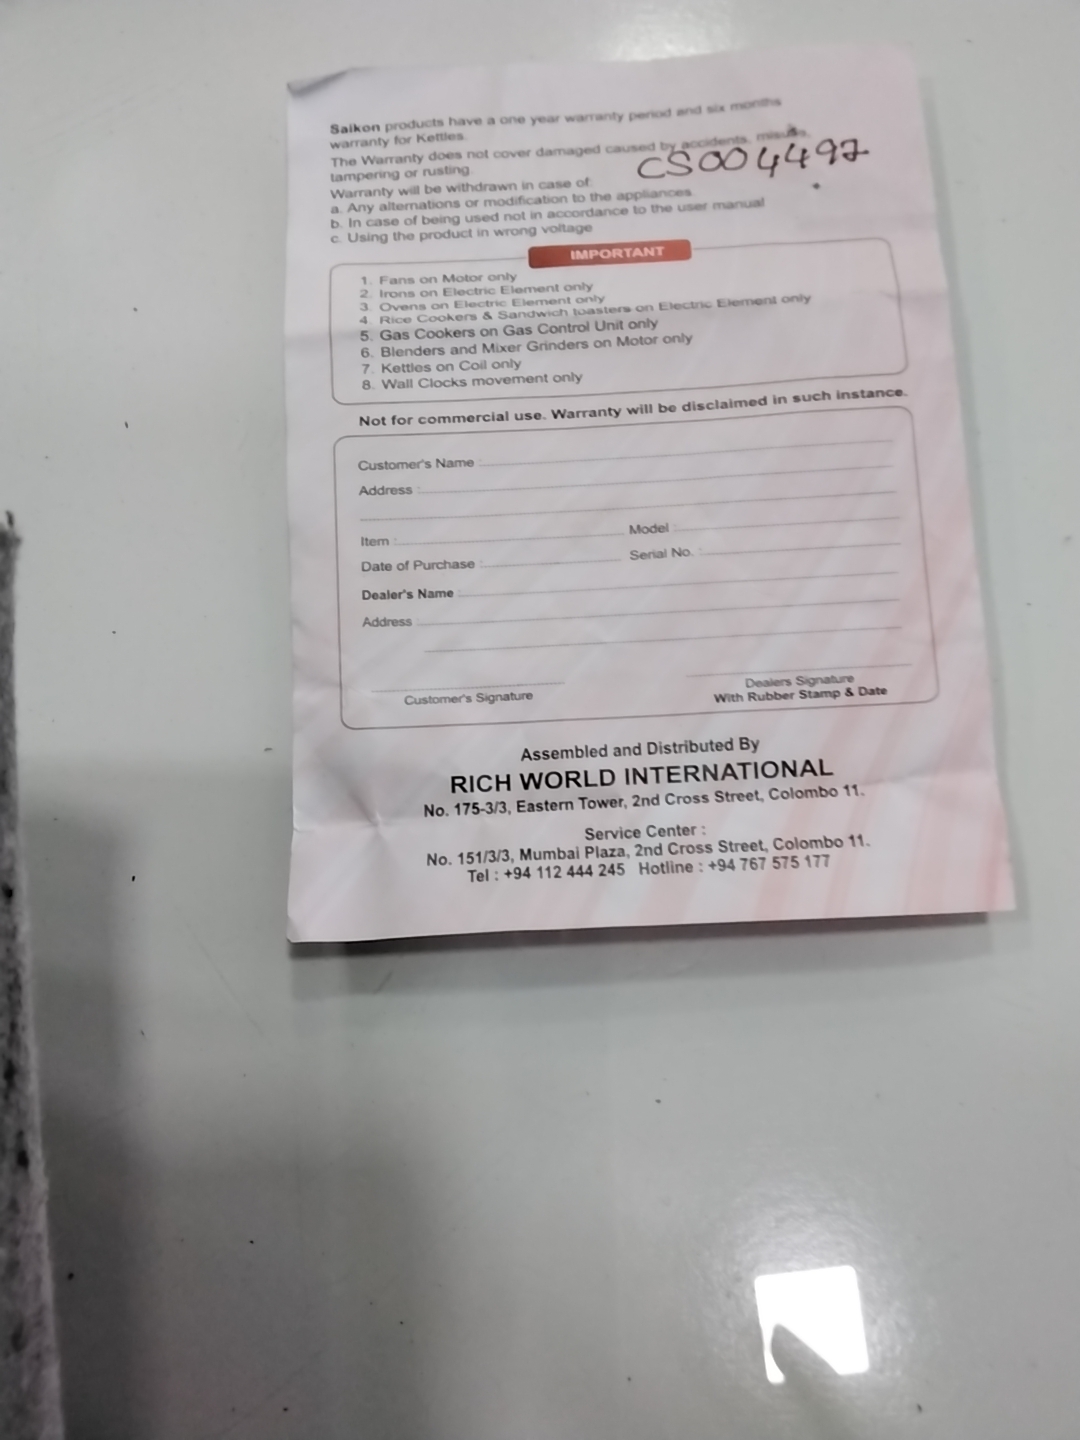 Saikon products have a one year warranty period and six months
warranty for Kettles.
The Warranty does not cover damaged caused by accidents, misuse,
tampering or rusting.
CS004497
Warranty will be withdrawn in case of:
a. Any alternations or modification to the appliances
b. In case of being used not in accordance to the user manual
c. Using the product in wrong voltage
IMPORTANT
1. Fans on Motor only
2. Irons on Electric Element only
3. Ovens on Electric Element only
4. Rice Cookers & Sandwich toasters on Electric Element only
5. Gas Cookers on Gas Control Unit only
6. Blenders and Mixer Grinders on Motor only
7. Kettles on Coil only
8. Wall Clocks movement only
Not for commercial use. Warranty will be disclaimed in such instance.
Customer's Name :
Address :
Item : Model :
Date of Purchase : Serial No. :
Dealer's Name
Address
Customer's Signature
Dealers Signature
With Rubber Stamp & Date
Assembled and Distributed By
RICH WORLD INTERNATIONAL
No. 175-3/3, Eastern Tower, 2nd Cross Street, Colombo 11.
Service Center :
No. 151/3/3, Mumbai Plaza, 2nd Cross Street, Colombo 11.
Tel : +94 112 444 245 Hotline : +94 767 575 177